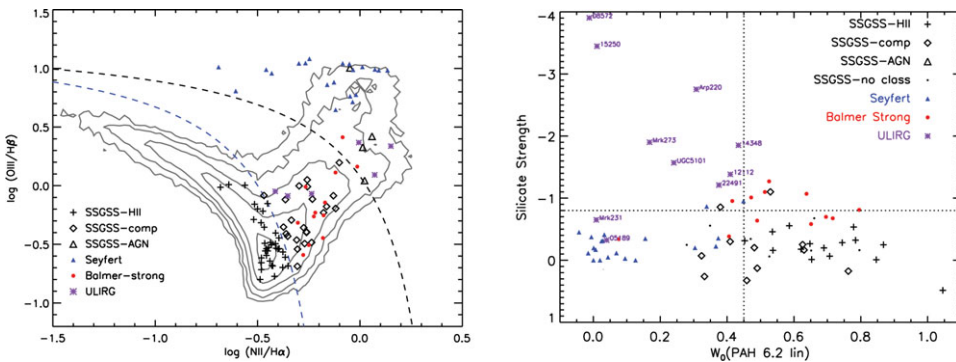 log (OIII/Hβ)
1.5
1.0
0.5
0.0
−0.5
−1.0
SSGSS−HII
SSGSS−comp
SSGSS−AGN
Seyfert
Balmer−strong
ULIRG
−1.5 −1.0 −0.5 0.0 0.5
log (NII/Hα)
Silicate Strength
−4
−3
−2
−1
0
1
08572
15250
Arp220
Mrk273
14348
UGC5101
12112
22491
Mrk231
05189
SSGSS−HII
SSGSS−comp
SSGSS−AGN
SSGSS−no class
Seyfert
Balmer Strong
ULIRG
0.0 0.2 0.4 0.6 0.8 1.0
W₀(PAH 6.2 lin)